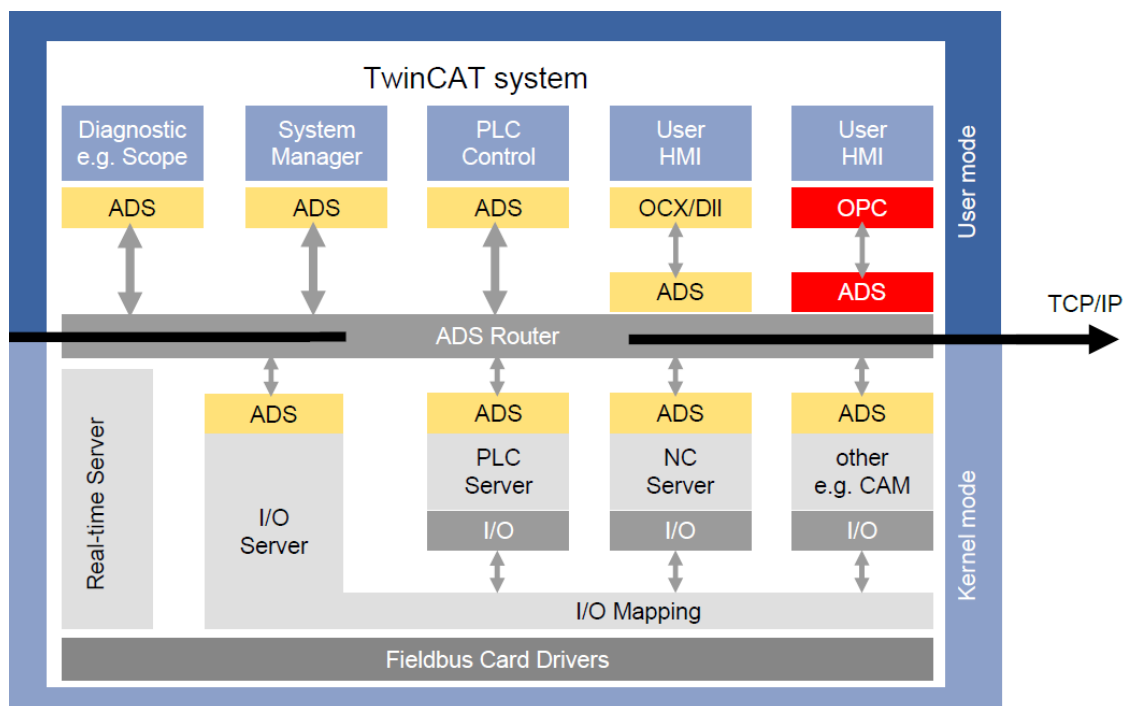 TwinCAT system
Diagnostic
e.g. Scope
System
Manager
PLC
Control
User
HMI
User
HMI
ADS
ADS
ADS
OCX/Dll
OPC
ADS
ADS
User mode
TCP/IP
ADS Router
Real-time Server
ADS
ADS
ADS
ADS
I/O
Server
PLC
Server
NC
Server
other
e.g. CAM
I/O
I/O
I/O
Kernel mode
I/O Mapping
Fieldbus Card Drivers